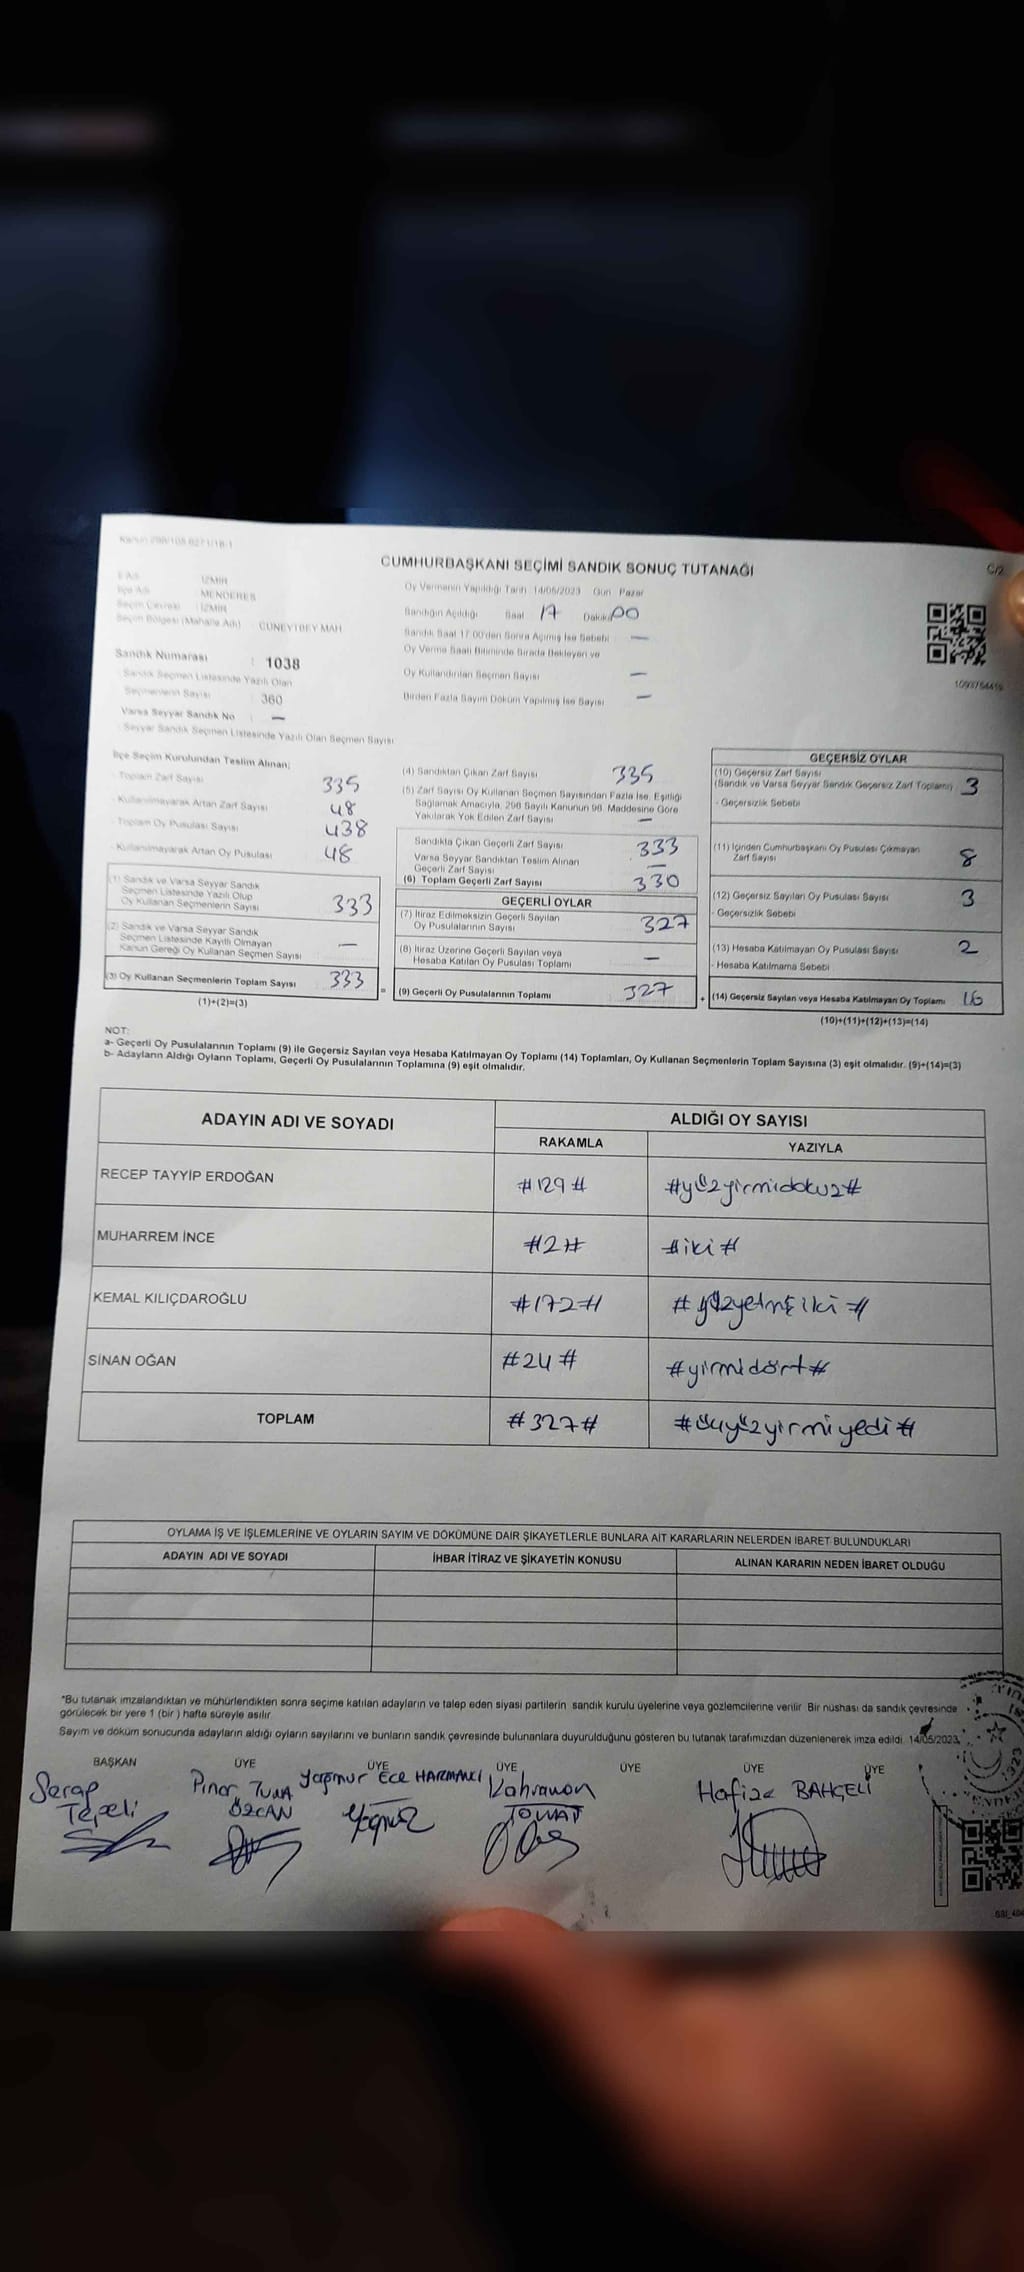 CUMHURBAŞKANI SEÇİMİ SANDIK SONUÇ TUTANAĞI
C/2
İZMİR
MENDERES
Seçim Çevresi : İZMİR
Seçim Bölgesi (Mahalle Adı) : CÜNEYTBEY MAH
Sandık Numarası : 1038
Sandık Seçmen Listesinde Yazılı Olan
Seçmenlerin Sayısı : 360
Varsa Seyyar Sandık No : —
Seyyar Sandık Seçmen Listesinde Yazılı Olan Seçmen Sayısı
Oy Vermenin Yapıldığı Tarih : 14/05/2023 Gün : Pazar
Sandığın Açıldığı Saat 17 Dakika 00
Sandık Saat 17.00'den Sonra Açılmış İse Sebebi : —
Oy Verme Saati Bitiminde Sırada Bekleyen ve
Oy Kullandırılan Seçmen Sayısı —
Birden Fazla Sayım Döküm Yapılmış İse Sayısı —
İlçe Seçim Kurulundan Teslim Alınan;
- Toplam Zarf Sayısı 335
- Kullanılmayarak Artan Zarf Sayısı 48
- Toplam Oy Pusulası Sayısı 438
- Kullanılmayarak Artan Oy Pusulası 48
(1) Sandık ve Varsa Seyyar Sandık
Seçmen Listesinde Yazılı Olup
Oy Kullanan Seçmenlerin Sayısı 333
(2) Sandık ve Varsa Seyyar Sandık
Seçmen Listesinde Kayıtlı Olmayan
Kanun Gereği Oy Kullanan Seçmen Sayısı —
(3) Oy Kullanan Seçmenlerin Toplam Sayısı 333
(1)+(2)=(3)
(4) Sandıktan Çıkan Zarf Sayısı 335
(5) Zarf Sayısı Oy Kullanan Seçmen Sayısından Fazla İse, Eşitliği
Sağlamak Amacıyla, 298 Sayılı Kanunun 98. Maddesine Göre
Yakılarak Yok Edilen Zarf Sayısı —
Sandıkta Çıkan Geçerli Zarf Sayısı 333
Varsa Seyyar Sandıktan Teslim Alınan
Geçerli Zarf Sayısı —
(6) Toplam Geçerli Zarf Sayısı 330
GEÇERLİ OYLAR
(7) İtiraz Edilmeksizin Geçerli Sayılan
Oy Pusulalarının Sayısı 327
(8) İtiraz Üzerine Geçerli Sayılan veya
Hesaba Katılan Oy Pusulası Toplamı —
= (9) Geçerli Oy Pusulalarının Toplamı 327
GEÇERSİZ OYLAR
(10) Geçersiz Zarf Sayısı
(Sandık ve Varsa Seyyar Sandık Geçersiz Zarf Toplamı) 3
- Geçersizlik Sebebi
(11) İçinden Cumhurbaşkanı Oy Pusulası Çıkmayan
Zarf Sayısı 8
(12) Geçersiz Sayılan Oy Pusulası Sayısı 3
- Geçersizlik Sebebi
(13) Hesaba Katılmayan Oy Pusulası Sayısı 2
- Hesaba Katılmama Sebebi
+ (14) Geçersiz Sayılan veya Hesaba Katılmayan Oy Toplamı 16
(10)+(11)+(12)+(13)=(14)
NOT:
a- Geçerli Oy Pusulalarının Toplamı (9) ile Geçersiz Sayılan veya Hesaba Katılmayan Oy Toplamı (14) Toplamları, Oy Kullanan Seçmenlerin Toplam Sayısına (3) eşit olmalıdır. (9)+(14)=(3)
b- Adayların Aldığı Oyların Toplamı, Geçerli Oy Pusulalarının Toplamına (9) eşit olmalıdır.
ADAYIN ADI VE SOYADI
ALDIĞI OY SAYISI
RAKAMLA YAZIYLA
RECEP TAYYİP ERDOĞAN #129# #yüzyirmidokuz#
MUHARREM İNCE #2# #iki#
KEMAL KILIÇDAROĞLU #172# #yüzyetmişiki#
SİNAN OĞAN #24# #yirmidört#
TOPLAM #327# #üçyüzyirmiyedi#
OYLAMA İŞ VE İŞLEMLERİNE VE OYLARIN SAYIM VE DÖKÜMÜNE DAİR ŞİKAYETLERLE BUNLARA AİT KARARLARIN NELERDEN İBARET BULUNDUKLARI
ADAYIN ADI VE SOYADI İHBAR İTİRAZ VE ŞİKAYETİN KONUSU ALINAN KARARIN NEDEN İBARET OLDUĞU
*Bu tutanak imzalandıktan ve mühürlendikten sonra seçime katılan adayların ve talep eden siyasi partilerin sandık kurulu üyelerine veya gözlemcilerine verilir. Bir nüshası da sandık çevresinde
görülecek bir yere 1 (bir) hafta süreyle asılır.
Sayım ve döküm sonucunda adayların aldığı oyların sayılarını ve bunların sandık çevresinde bulunanlara duyurulduğunu gösteren bu tutanak tarafımızdan düzenlenerek imza edildi. 14/05/2023
BAŞKAN ÜYE ÜYE ÜYE ÜYE ÜYE ÜYE
Serap Tepeli
Pınar Tuna ÖZCAN
Yağmur Ece HARMANCI
Kahraman
Hafize BAHÇELİ